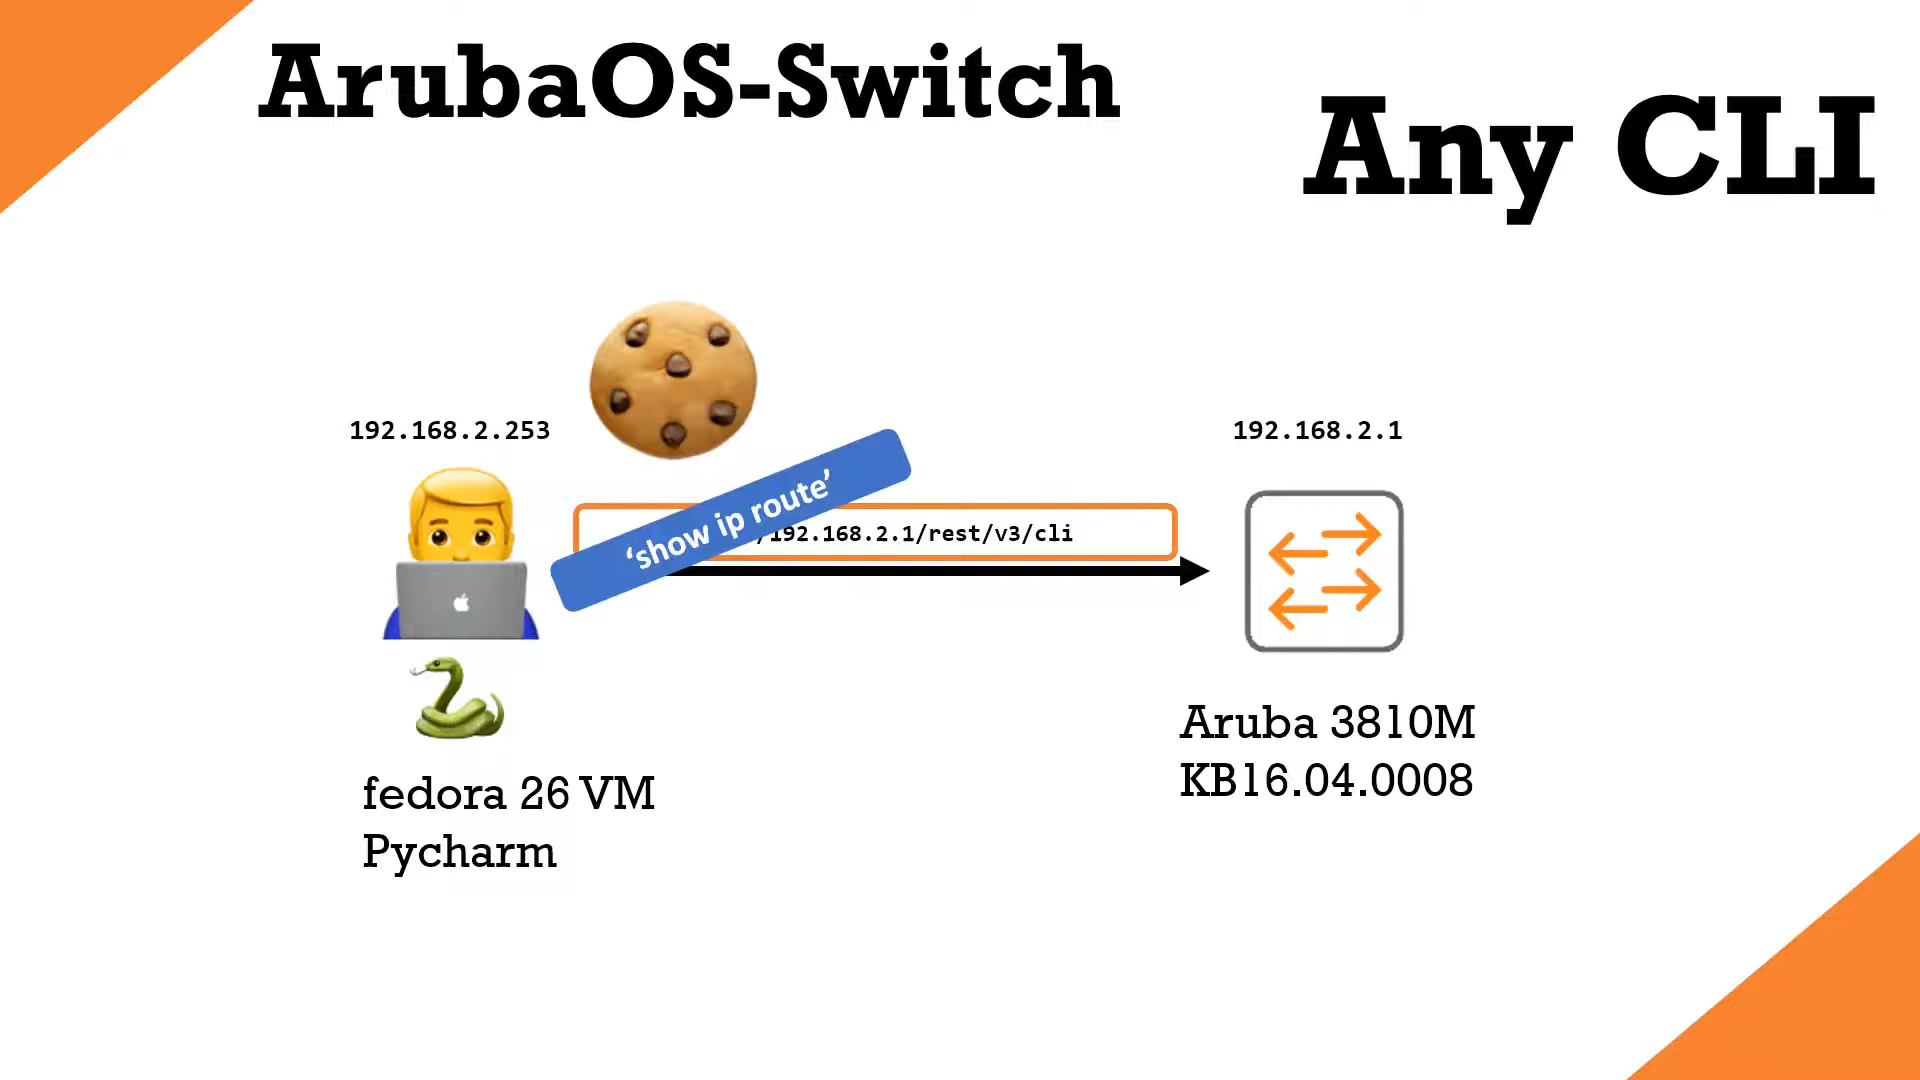 ArubaOS-Switch
Any CLI
192.168.2.253
192.168.2.1
‘show ip route’
/192.168.2.1/rest/v3/cli
Aruba 3810M
KB16.04.0008
fedora 26 VM
Pycharm